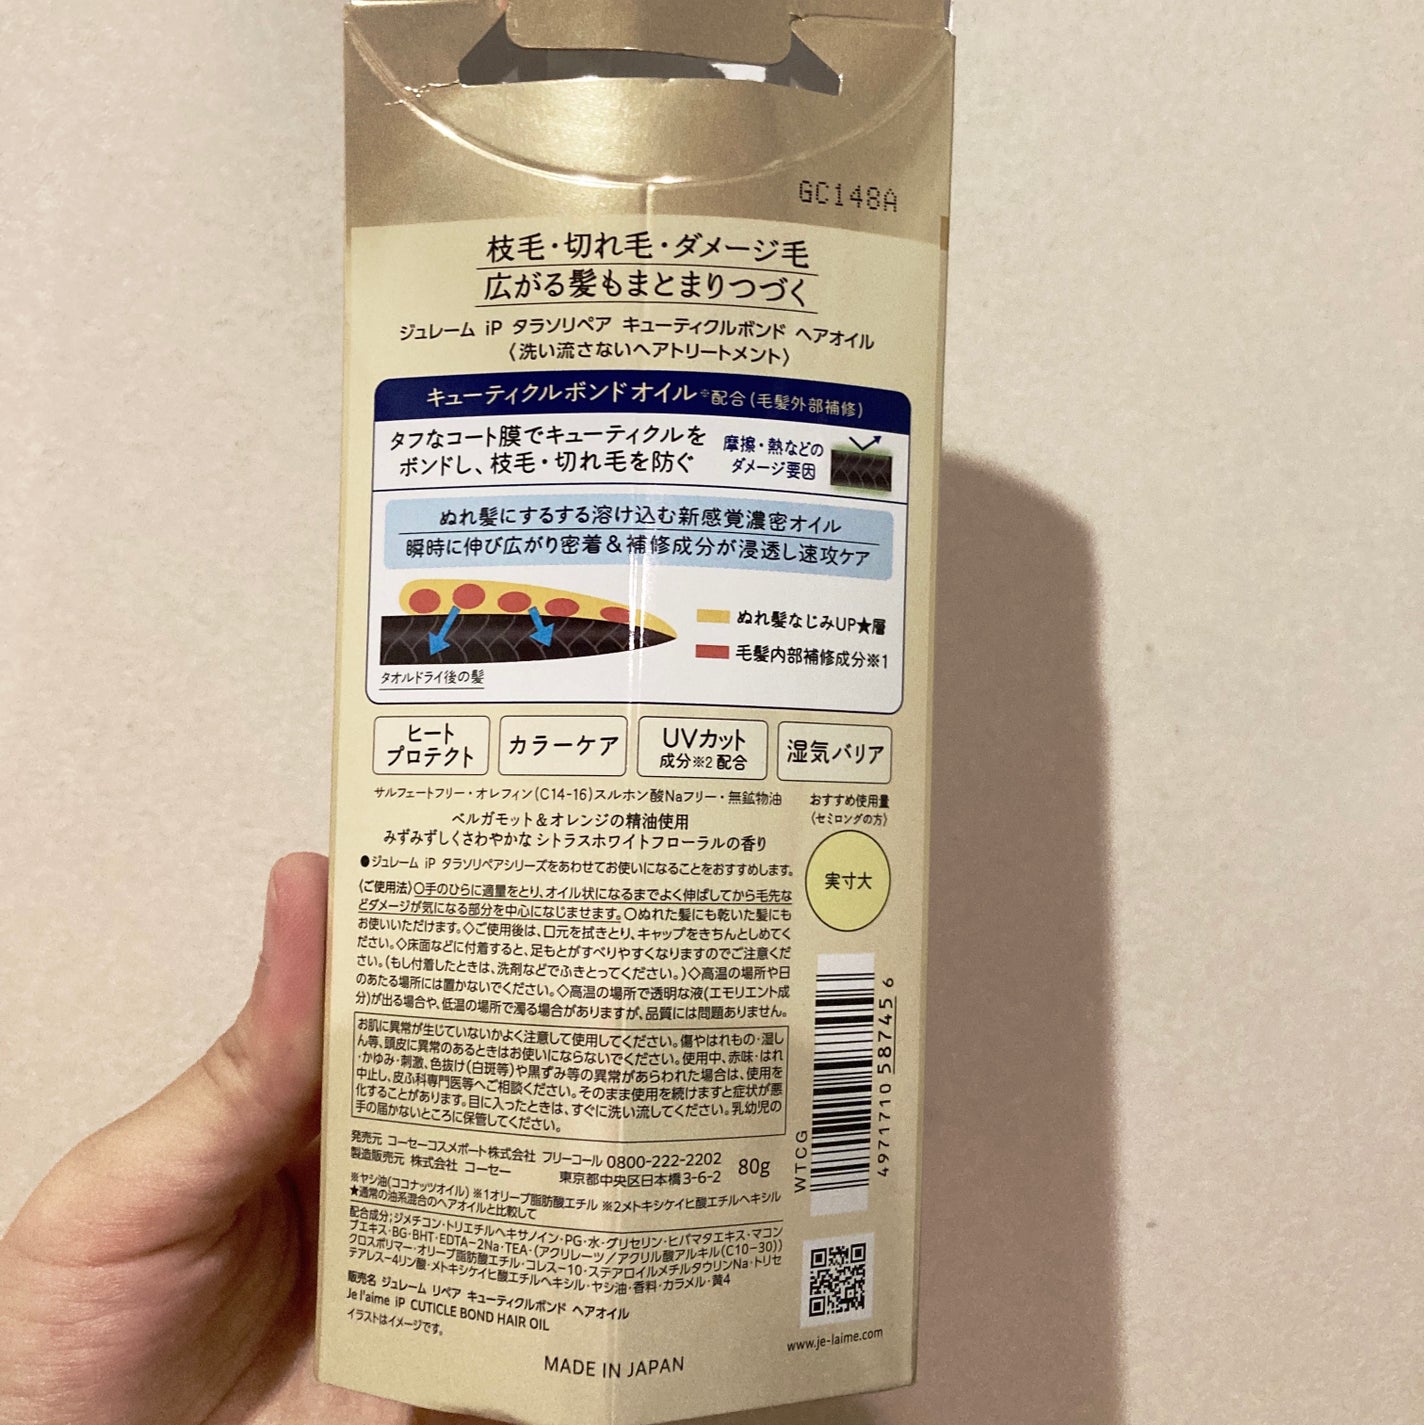 GC148A
枝毛・切れ毛・ダメージ毛
広がる髪もまとまりつづく
ジュレーム iP タラソリペア キューティクルボンド ヘアオイル
〈洗い流さないヘアトリートメント〉
キューティクルボンドオイル※配合(毛髪外部補修)
タフなコート膜でキューティクルを
ボンドし、枝毛・切れ毛を防ぐ
摩擦・熱などの
ダメージ要因
ぬれ髪にするする溶け込む新感覚濃密オイル
瞬時に伸び広がり密着&補修成分が浸透し速攻ケア
ぬれ髪なじみUP★層
毛髪内部補修成分※1
タオルドライ後の髪
ヒート
プロテクト
カラーケア
UVカット
成分※2配合
湿気バリア
サルフェートフリー・オレフィン(C14-16)スルホン酸Naフリー・無鉱物油
ベルガモット&オレンジの精油使用
みずみずしくさわやかな シトラスホワイトフローラルの香り
●ジュレーム iP タラソリペアシリーズをあわせてお使いになることをおすすめします。
おすすめ使用量
〈セミロングの方〉
実寸大
〈ご使用法〉○手のひらに適量をとり、オイル状になるまでよく伸ばしてから毛先な
どダメージが気になる部分を中心になじませます。○ぬれた髪にも乾いた髪にも
お使いいただけます。◇ご使用後は、口元を拭きとり、キャップをきちんとしめてく
ださい。◇床面などに付着すると、足もとがすべりやすくなりますのでご注意くだ
さい。(もし付着したときは、洗剤などでふきとってください。)◇高温の場所や日
のあたる場所には置かないでください。◇高温の場所で透明な液(エモリエント成
分)が出る場合や、低温の場所で濁る場合がありますが、品質には問題ありません。
お肌に異常が生じていないかよく注意して使用してください。傷やはれもの・湿し
ん等、頭皮に異常のあるときはお使いにならないでください。使用中、赤味・はれ
・かゆみ・刺激、色抜け(白斑等)や黒ずみ等の異常があらわれた場合は、使用を
中止し、皮ふ科専門医等へご相談ください。そのまま使用を続けますと症状が悪
化することがあります。目に入ったときは、すぐに洗い流してください。乳幼児の
手の届かないところに保管してください。
発売元 コーセーコスメポート株式会社 フリーコール 0800-222-2202
製造販売元 株式会社 コーセー 東京都中央区日本橋3-6-2
80g
※ヤシ油(ココナッツオイル) ※1オリーブ脂肪酸エチル ※2メトキシケイヒ酸エチルヘキシル
★通常の油系混合のヘアオイルと比較して
配合成分;ジメチコン・トリエチルヘキサノイン・PG・水・グリセリン・ヒバマタエキス・マコン
ブエキス・BG・BHT・EDTA-2Na・TEA・(アクリレーツ/アクリル酸アルキル(C10-30))
クロスポリマー・オリーブ脂肪酸エチル・コレス-10・ステアロイルメチルタウリンNa・トリセ
テアレス-4リン酸・メトキシケイヒ酸エチルヘキシル・ヤシ油・香料・カラメル・黄4
販売名 ジュレーム リペア キューティクルボンド ヘアオイル
Je l'aime iP CUTICLE BOND HAIR OIL
イラストはイメージです。
MADE IN JAPAN
WTCG
4971710587456
www.je-laime.com